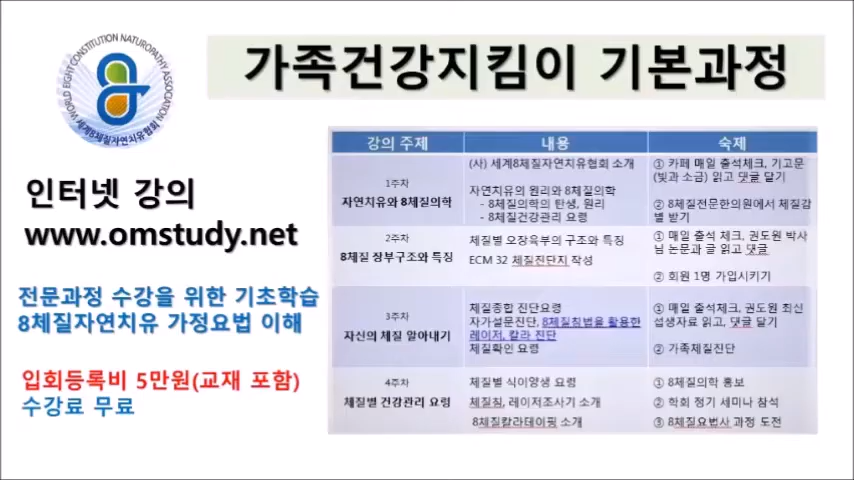 WORLD EIGHT CONSTITUTION NATUROPATHY ASSOCIATION
세계8체질자연치유협회
가족건강지킴이 기본과정
인터넷 강의
www.omstudy.net
전문과정 수강을 위한 기초학습
8체질자연치유 가정요법 이해
입회등록비 5만원(교재 포함)
수강료 무료
강의 주제 내용 숙제
1주차
자연치유와 8체질의학
(사) 세계8체질자연치유협회 소개
자연치유의 원리와 8체질의학
- 8체질의학의 탄생, 원리
- 8체질건강관리 요령
① 카페 매일 출석체크, 기고문
(빛과 소금) 읽고 댓글 달기
② 8체질전문한의원에서 체질감
별 받기
2주차
8체질 장부구조와 특징
체질별 오장육부의 구조와 특징
ECM 32 체질진단지 작성
① 매일 출석 체크, 권도원 박사
님 논문과 글 읽고 댓글
② 회원 1명 가입시키기
3주차
자신의 체질 알아내기
체질종합 진단요령
자가설문진단, 8체질침법을 활용한
레이저, 칼라 진단
체질확인 요령
① 매일 출석체크, 권도원 최신
섭생자료 읽고, 댓글 달기
② 가족체질진단
4주차
체질별 건강관리 요령
체질별 식이양생 요령
체질침, 레이저조사기 소개
8체질칼라테이핑 소개
① 8체질의학 홍보
② 학회 정기 세미나 참석
③ 8체질요법사 과정 도전